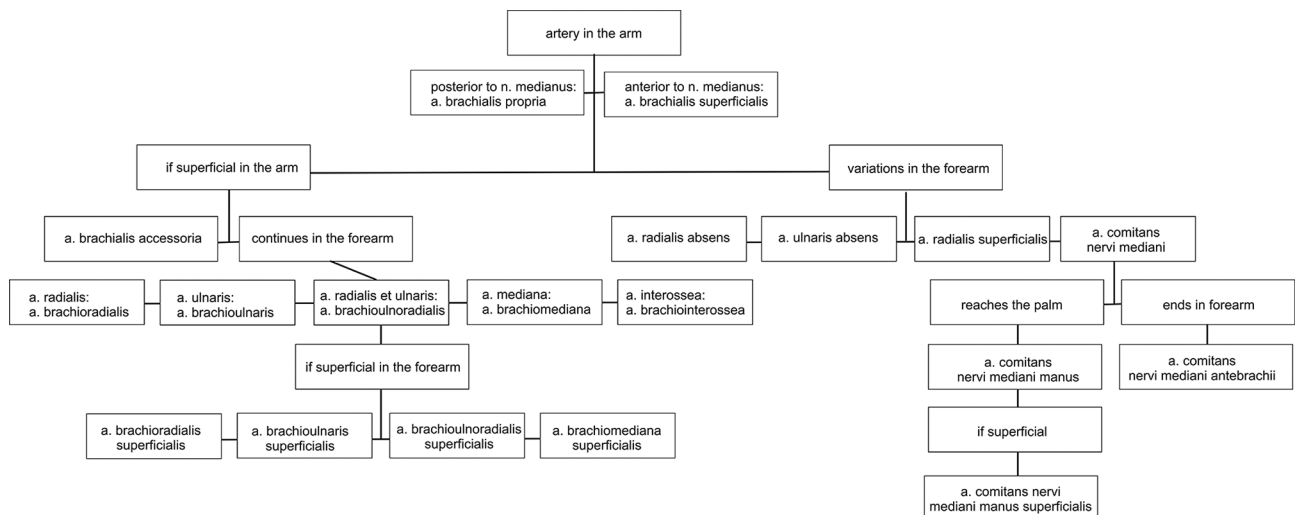 artery in the arm
posterior to n. medianus:
a. brachialis propria
anterior to n. medianus:
a. brachialis superficialis
if superficial in the arm
variations in the forearm
a. brachialis accessoria
continues in the forearm
a. radialis absens
a. ulnaris absens
a. radialis superficialis
a. comitans
nervi mediani
a. radialis:
a. brachioradialis
a. ulnaris:
a. brachioulnaris
a. radialis et ulnaris:
a. brachioulnoradialis
a. mediana:
a. brachiomediana
a. interossea:
a. brachiointerossea
reaches the palm
ends in forearm
if superficial in the forearm
a. comitans
nervi mediani manus
a. comitans
nervi mediani antebrachii
a. brachioradialis
superficialis
a. brachioulnaris
superficialis
a. brachioulnoradialis
superficialis
a. brachiomediana
superficialis
if superficial
a. comitans nervi
mediani manus superficialis